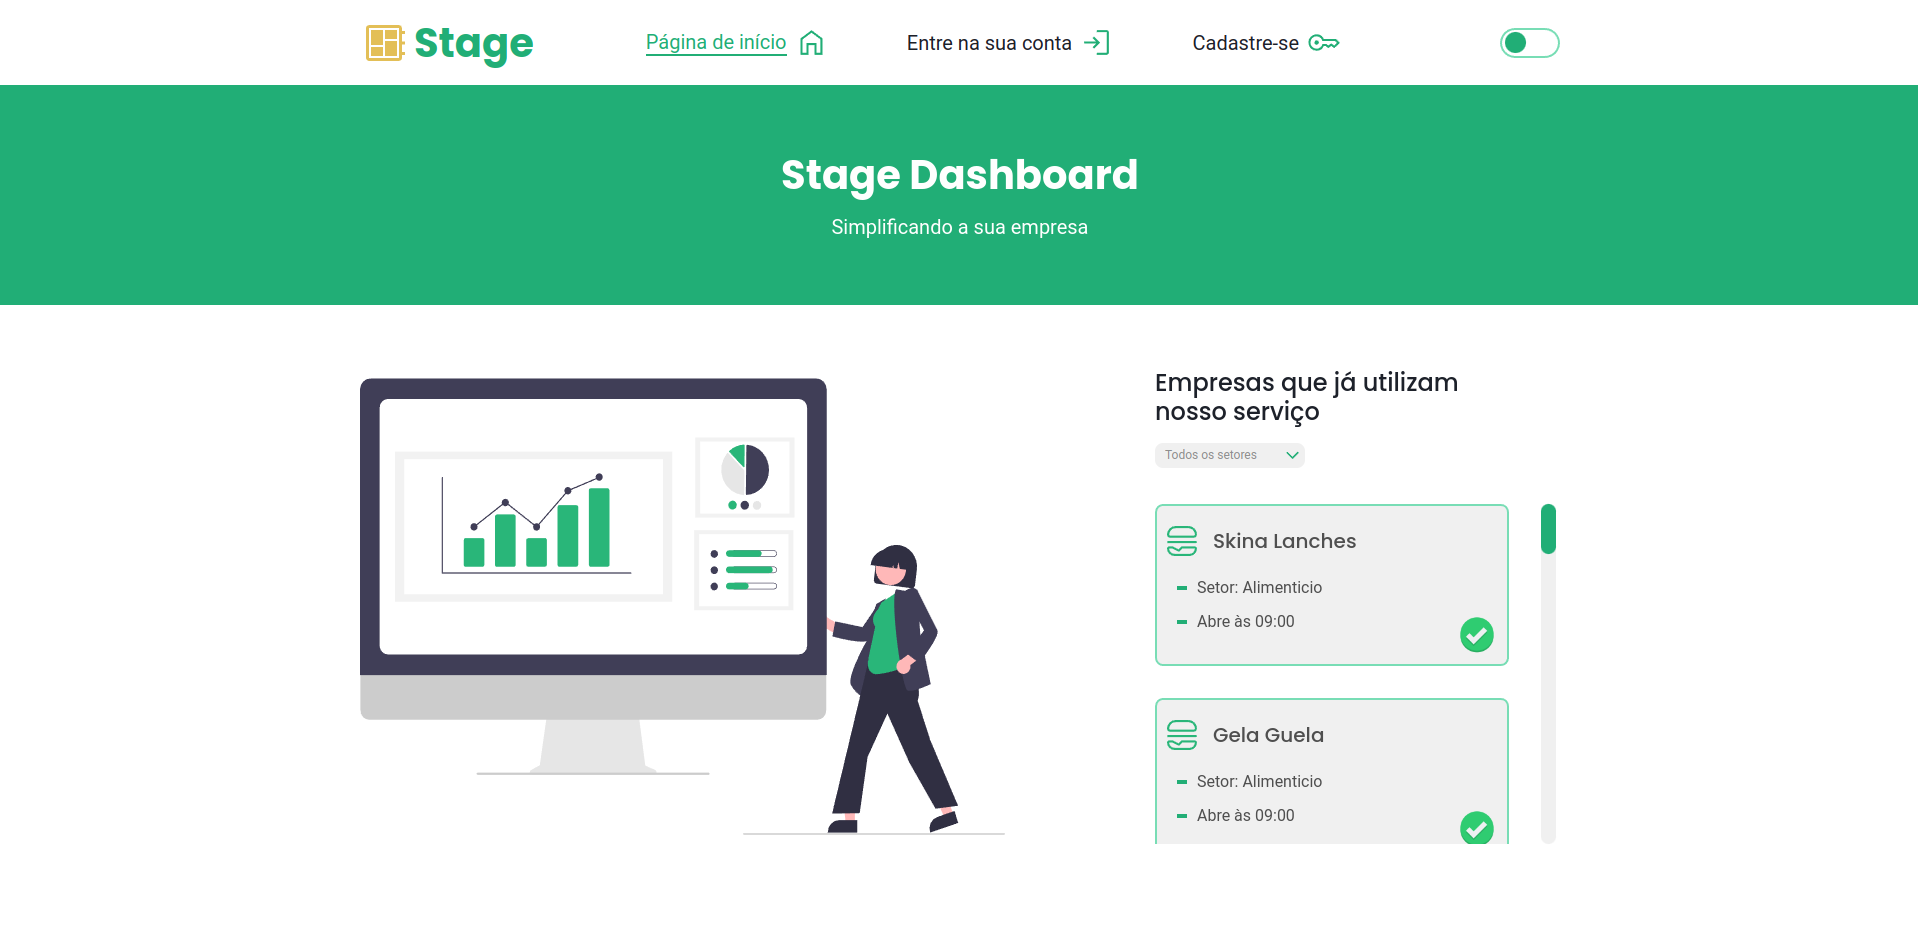 Stage
Página de início
Entre na sua conta
Cadastre-se
Stage Dashboard
Simplificando a sua empresa
Empresas que já utilizam
nosso serviço
Todos os setores
Skina Lanches
Setor: Alimenticio
Abre às 09:00
Gela Guela
Setor: Alimenticio
Abre às 09:00